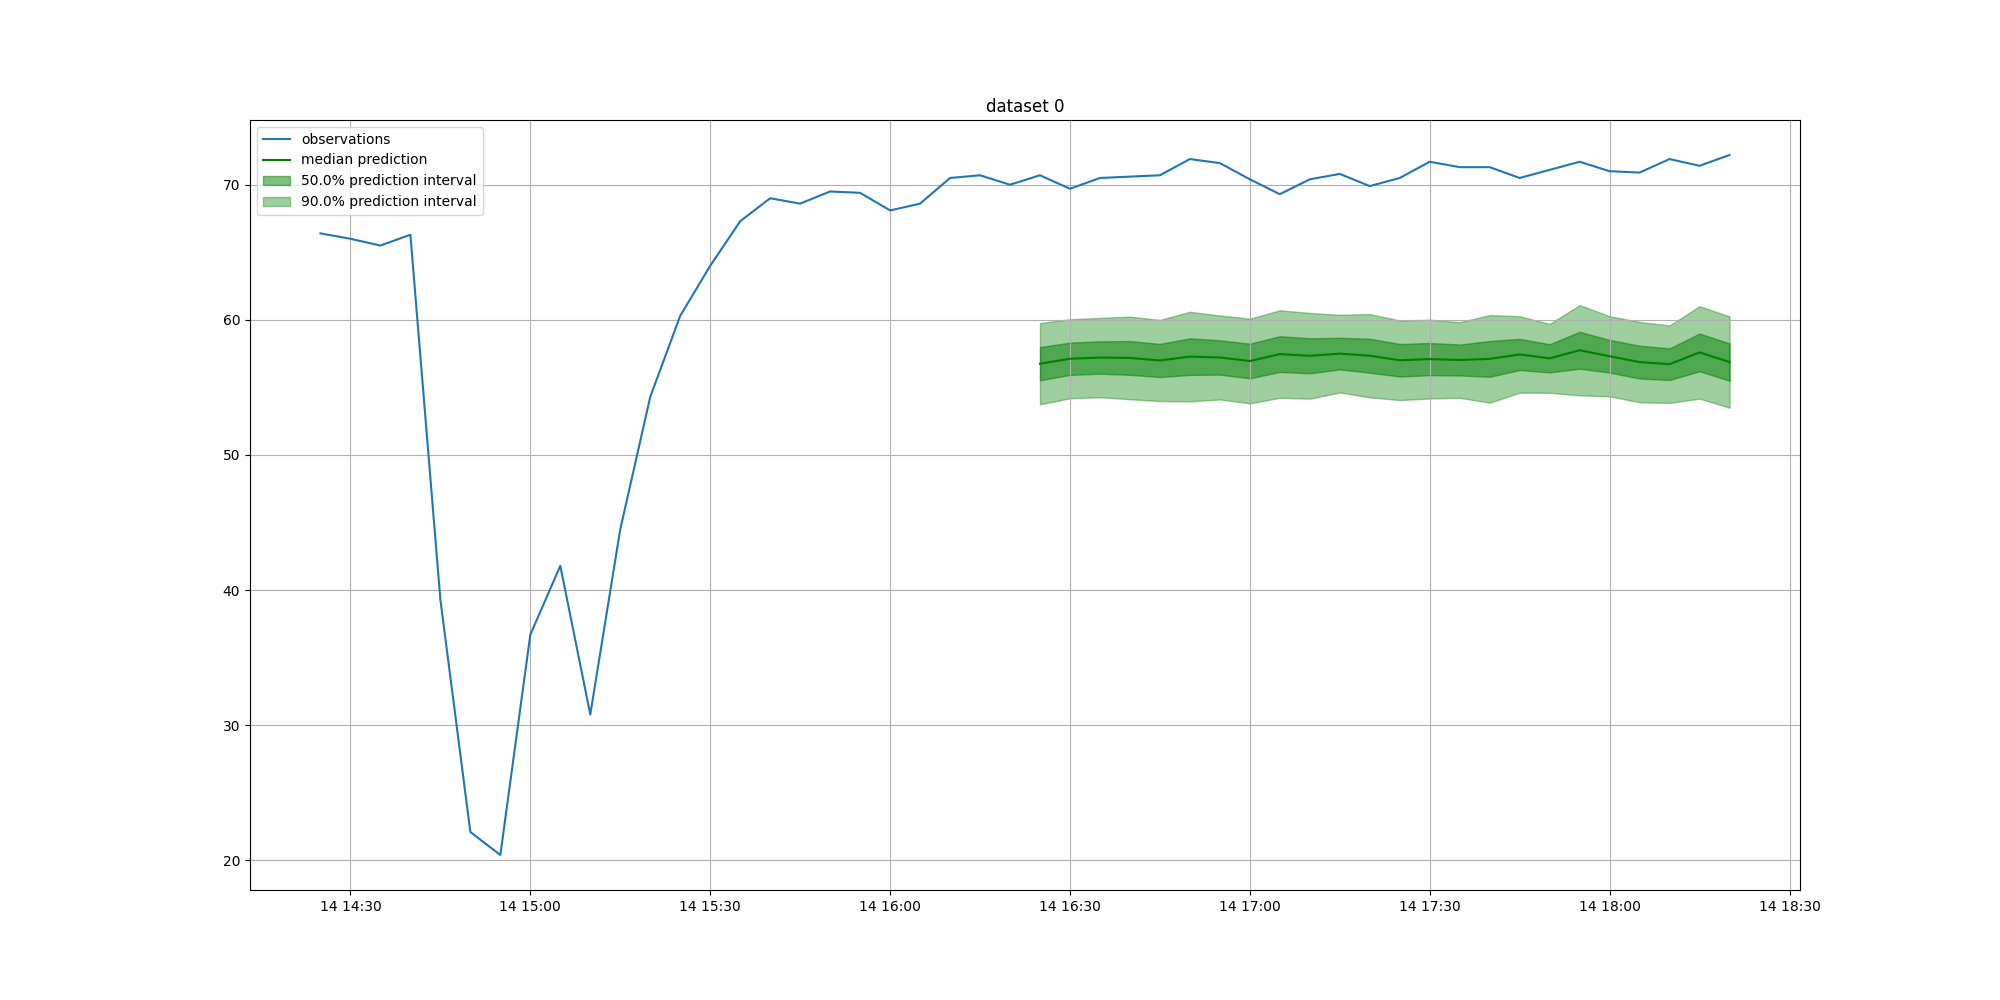 dataset 0
observations
median prediction
50.0% prediction interval
90.0% prediction interval
70
60
50
40
30
20
14 14:30 14 15:00 14 15:30 14 16:00 14 16:30 14 17:00 14 17:30 14 18:00 14 18:30